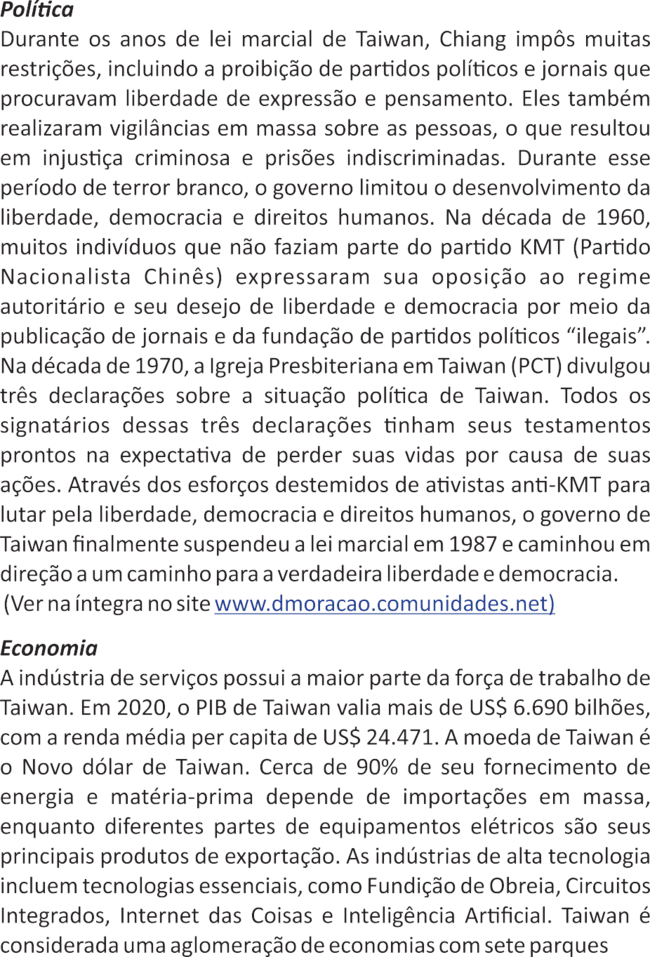 Política
Durante os anos de lei marcial de Taiwan, Chiang impôs muitas
restrições, incluindo a proibição de partidos políticos e jornais que
procuravam liberdade de expressão e pensamento. Eles também
realizaram vigilâncias em massa sobre as pessoas, o que resultou
em injustiça criminosa e prisões indiscriminadas. Durante esse
período de terror branco, o governo limitou o desenvolvimento da
liberdade, democracia e direitos humanos. Na década de 1960,
muitos indivíduos que não faziam parte do partido KMT (Partido
Nacionalista Chinês) expressaram sua oposição ao regime
autoritário e seu desejo de liberdade e democracia por meio da
publicação de jornais e da fundação de partidos políticos “ilegais”.
Na década de 1970, a Igreja Presbiteriana em Taiwan (PCT) divulgou
três declarações sobre a situação política de Taiwan. Todos os
signatários dessas três declarações tinham seus testamentos
prontos na expectativa de perder suas vidas por causa de suas
ações. Através dos esforços destemidos de ativistas anti-KMT para
lutar pela liberdade, democracia e direitos humanos, o governo de
Taiwan finalmente suspendeu a lei marcial em 1987 e caminhou em
direção a um caminho para a verdadeira liberdade e democracia.
(Ver na íntegra no site www.dmoracao.comunidades.net)
Economia
A indústria de serviços possui a maior parte da força de trabalho de
Taiwan. Em 2020, o PIB de Taiwan valia mais de US$ 6.690 bilhões,
com a renda média per capita de US$ 24.471. A moeda de Taiwan é
o Novo dólar de Taiwan. Cerca de 90% de seu fornecimento de
energia e matéria-prima depende de importações em massa,
enquanto diferentes partes de equipamentos elétricos são seus
principais produtos de exportação. As indústrias de alta tecnologia
incluem tecnologias essenciais, como Fundição de Obreia, Circuitos
Integrados, Internet das Coisas e Inteligência Artificial. Taiwan é
considerada uma aglomeração de economias com sete parques